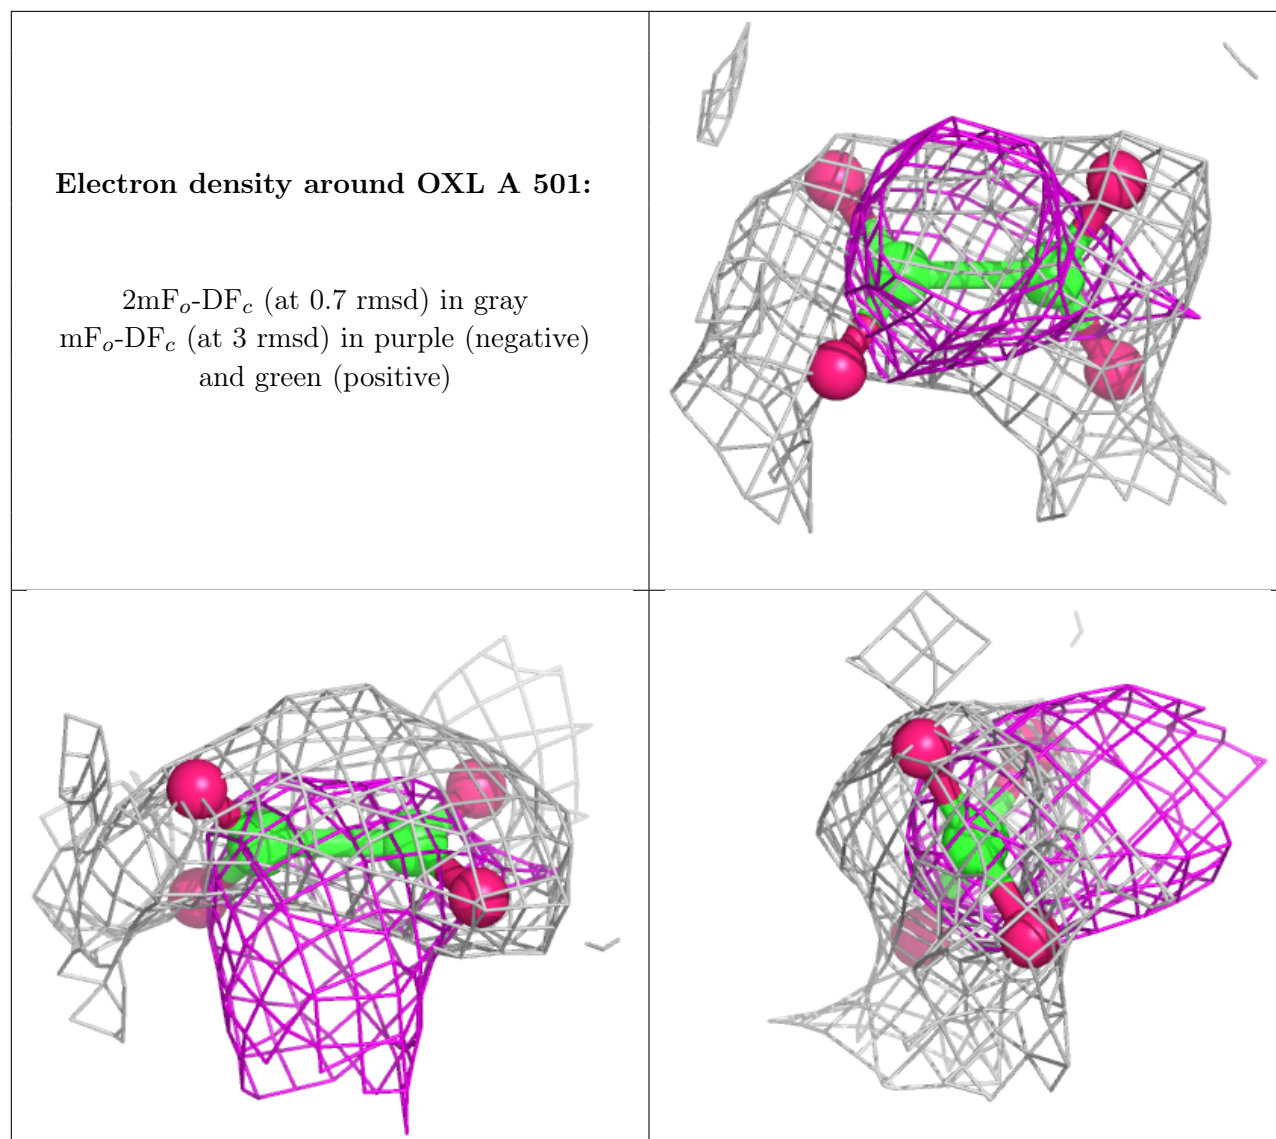 Electron density around OXL A 501:
2mFo-DFc (at 0.7 rmsd) in gray
mFo-DFc (at 3 rmsd) in purple (negative)
and green (positive)